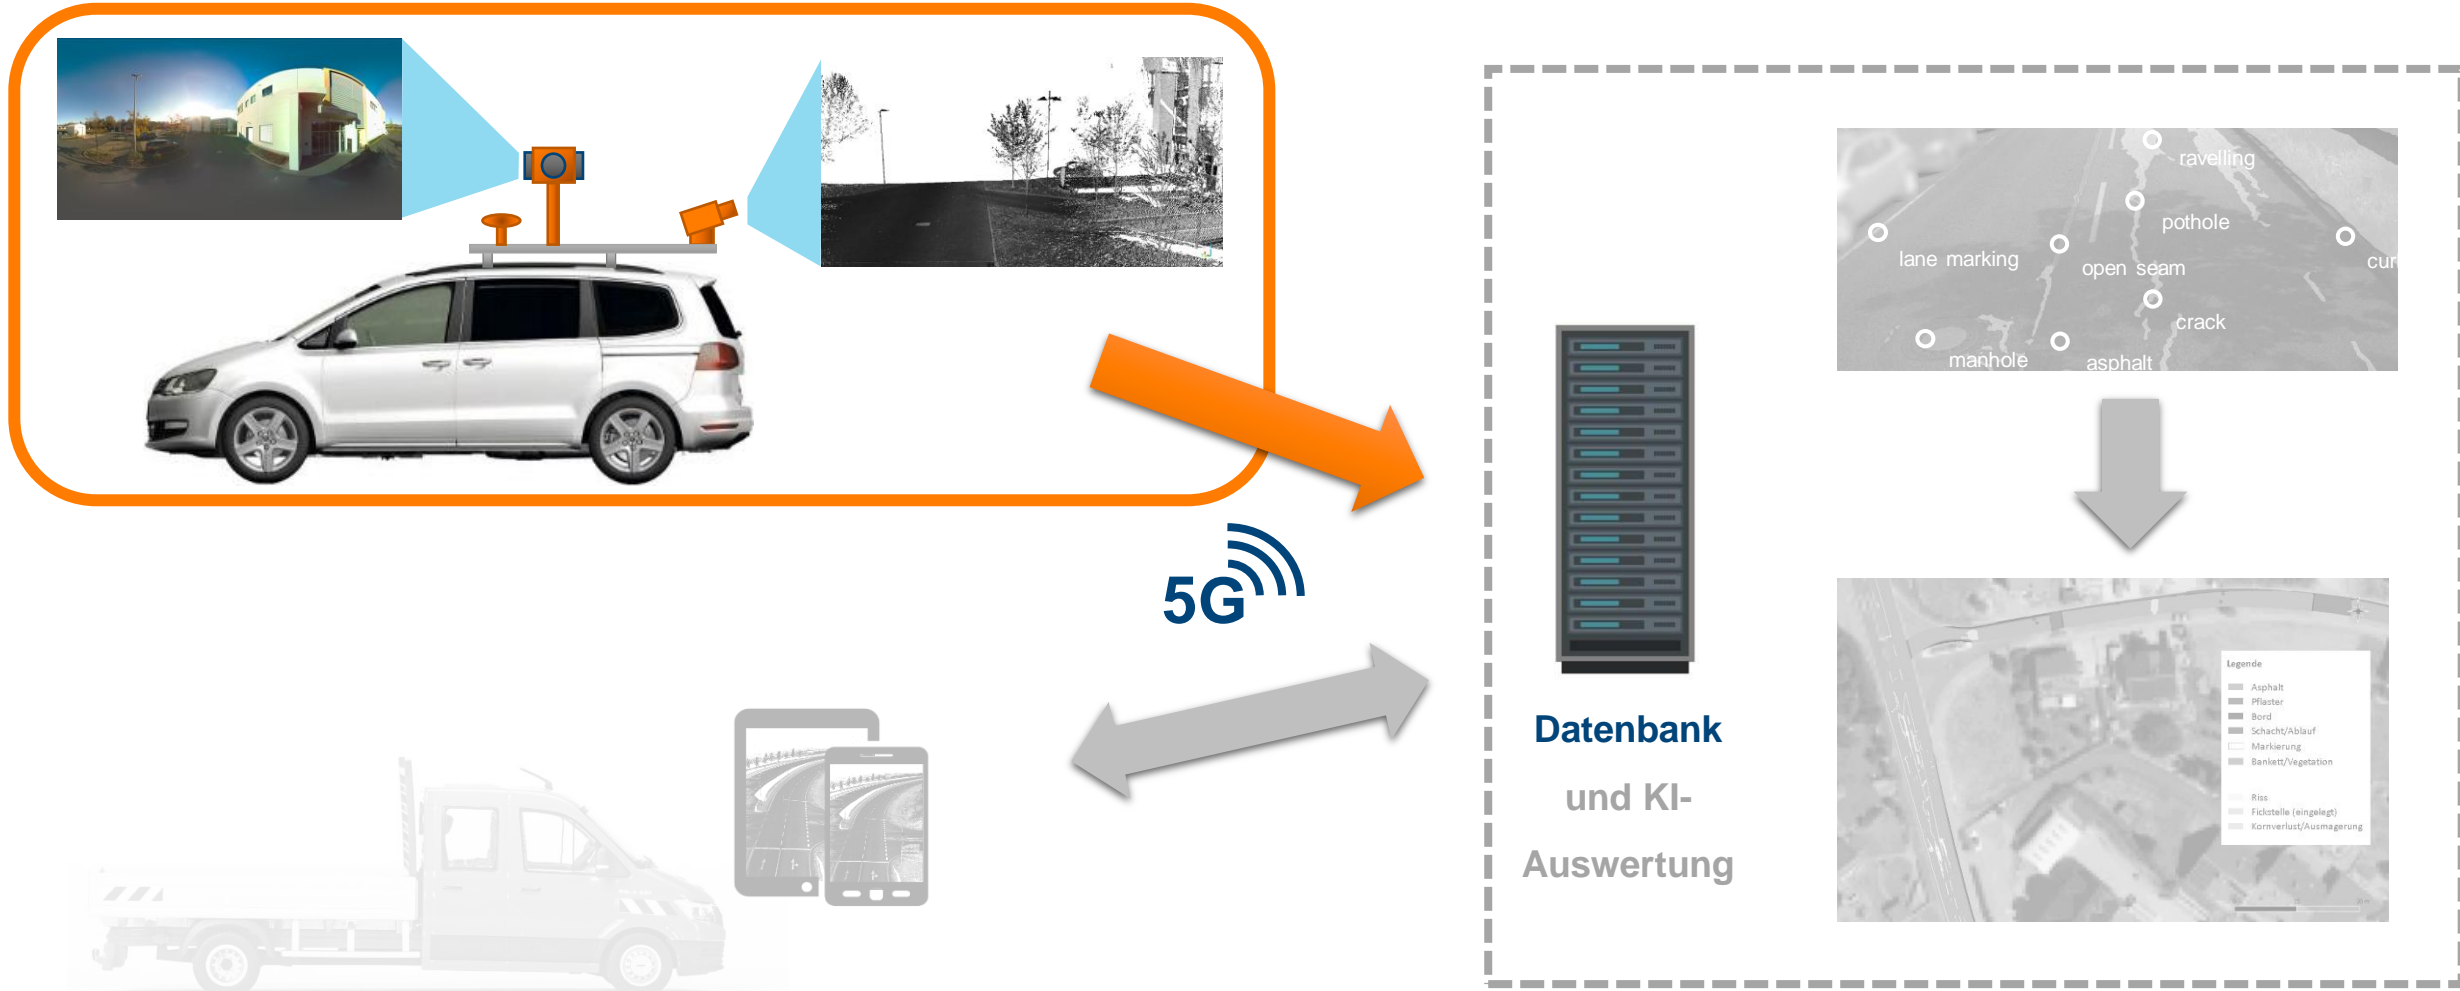 ravelling
pothole
lane marking
open seam
cur
crack
manhole
asphalt
5G
Datenbank
und KI-
Auswertung
Legende
Asphalt
Pflaster
Bord
Schacht/Ablauf
Markierung
Bankett/Vegetation
Riss
Fickstelle (eingelegt)
Kornverlust/Ausmagerung